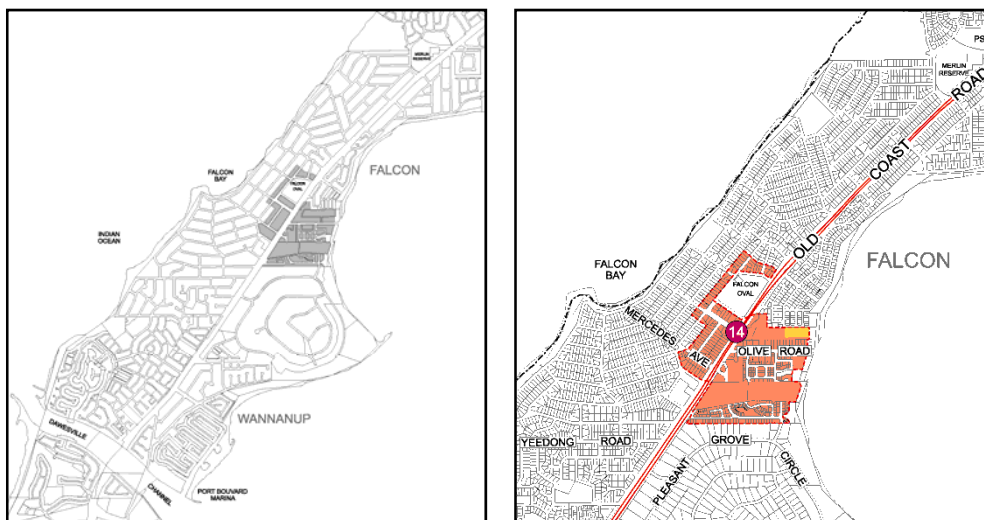 MERLIN
RESERVE
FALCON
FALCON
BAY
FALCON
OVAL
INDIAN
OCEAN
WANNANUP
DAWESVILLE
CHANNEL
PORT BOUVARD
MARINA
PS
MERLIN
RESERVE
ROAD
COAST
OLD
FALCON
FALCON
BAY
FALCON
OVAL
MERCEDES
AVE
14
OLIVE ROAD
YEEDONG ROAD
GROVE
PLEASANT
CIRCLE